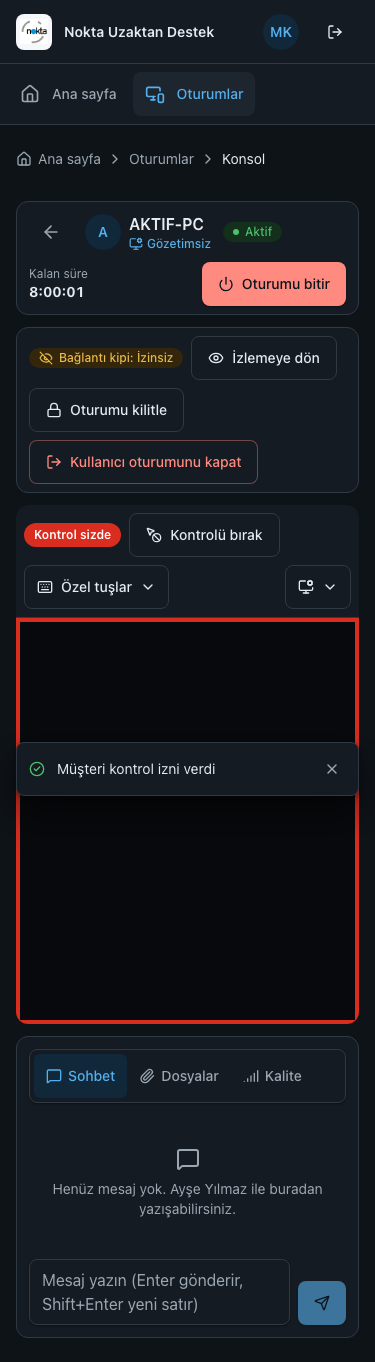 nokta
Nokta Uzaktan Destek
MK
Ana sayfa
Oturumlar
Ana sayfa
Oturumlar
Konsol
A
AKTIF-PC
Gözetimsiz
Aktif
Kalan süre
8:00:01
Oturumu bitir
Bağlantı kipi: İzinsiz
İzlemeye dön
Oturumu kilitle
Kullanıcı oturumunu kapat
Kontrol sizde
Kontrolü bırak
Özel tuşlar
Müşteri kontrol izni verdi
Sohbet
Dosyalar
Kalite
Henüz mesaj yok. Ayşe Yılmaz ile buradan
yazışabilirsiniz.
Mesaj yazın (Enter gönderir,
Shift+Enter yeni satır)